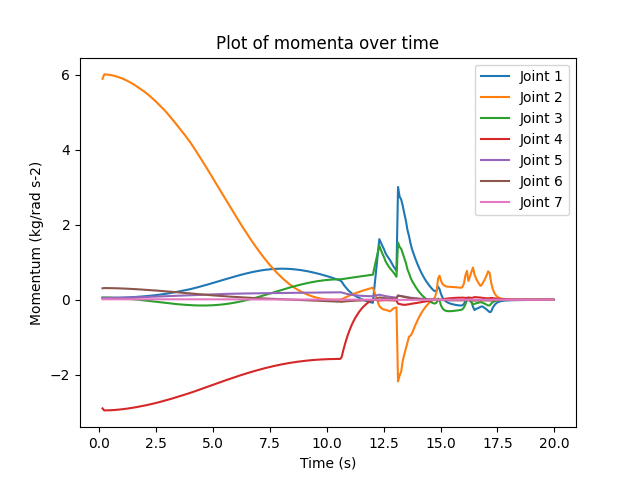 Plot of momenta over time
Momentum (kg/rad s-2)
6
4
2
0
−2
Joint 1
Joint 2
Joint 3
Joint 4
Joint 5
Joint 6
Joint 7
0.0 2.5 5.0 7.5 10.0 12.5 15.0 17.5 20.0
Time (s)